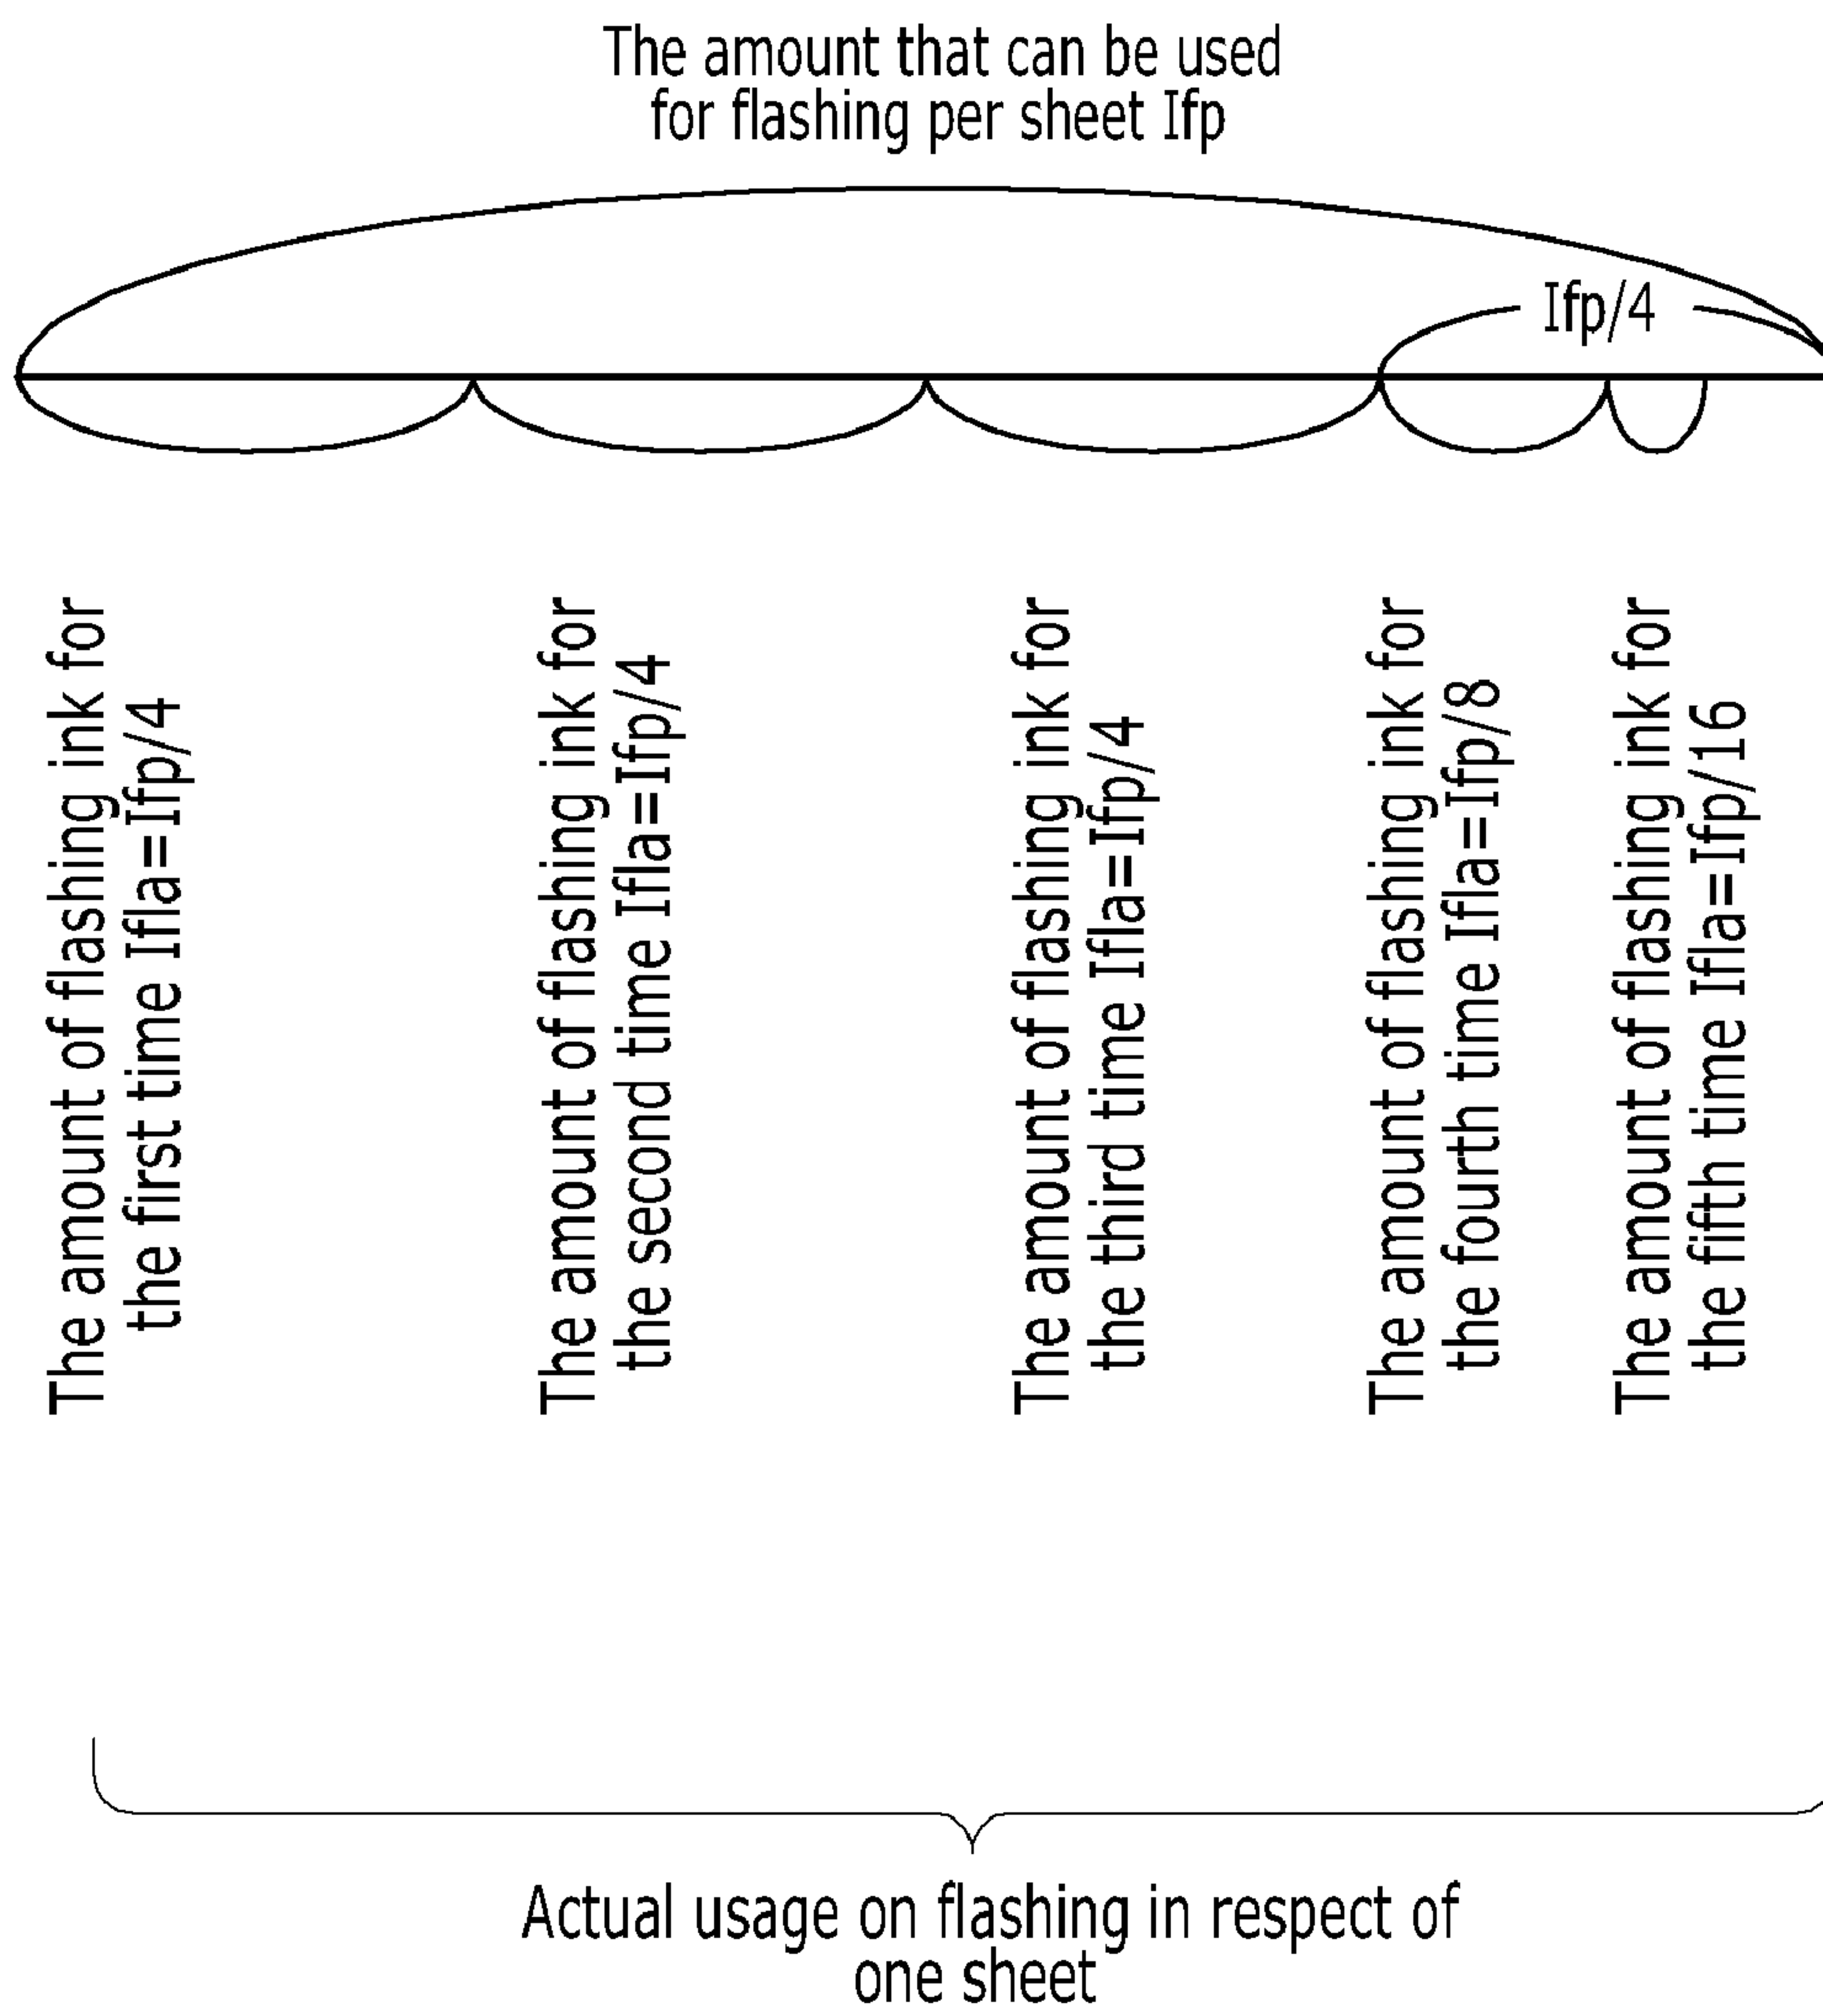 The amount that can be used
for flashing per sheet Ifp
Ifp/4
The amount of flashing ink for
the first time Ifla=Ifp/4
The amount of flashing ink for
the second time Ifla=Ifp/4
The amount of flashing ink for
the third time Ifla=Ifp/4
The amount of flashing ink for
the fourth time Ifla=Ifp/8
The amount of flashing ink for
the fifth time Ifla=Ifp/16
Actual usage on flashing in respect of
one sheet